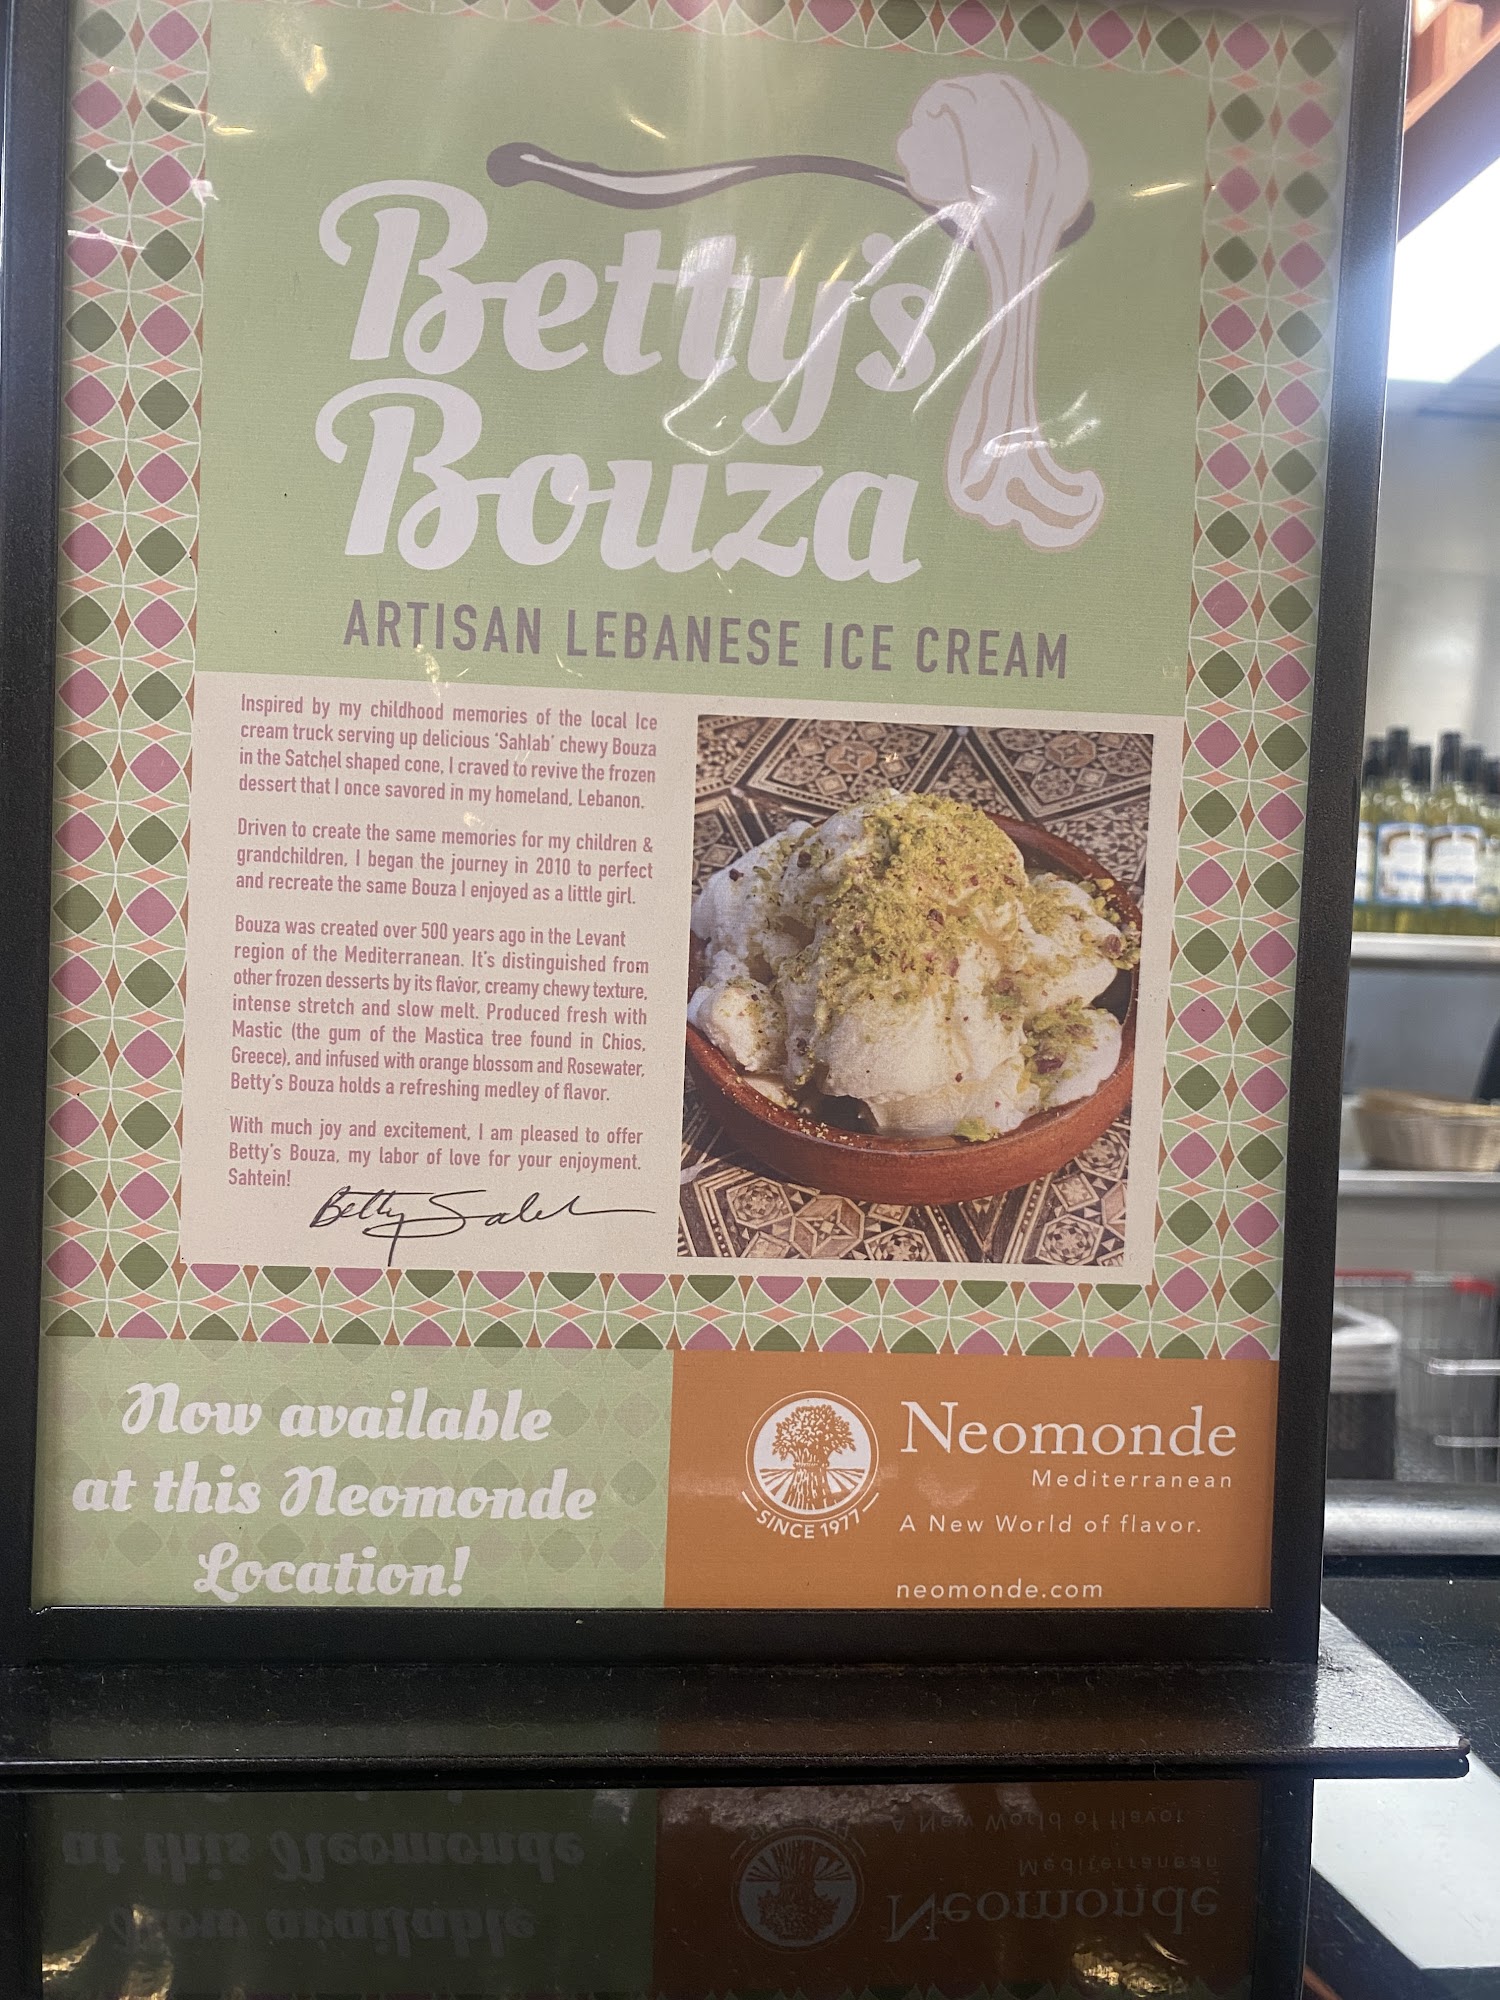 Betty's
Bouza
ARTISAN LEBANESE ICE CREAM
Inspired by my childhood memories of the local Ice
cream truck serving up delicious 'Sahlab' chewy Bouza
in the Satchel shaped cone, I craved to revive the frozen
dessert that I once savored in my homeland, Lebanon.
Driven to create the same memories for my children &
grandchildren, I began the journey in 2010 to perfect
and recreate the same Bouza I enjoyed as a little girl.
Bouza was created over 500 years ago in the Levant
region of the Mediterranean. It's distinguished from
other frozen desserts by its flavor, creamy chewy texture,
intense stretch and slow melt. Produced fresh with
Mastic (the gum of the Mastica tree found in Chios,
Greece), and infused with orange blossom and Rosewater,
Betty's Bouza holds a refreshing medley of flavor.
With much joy and excitement, I am pleased to offer
Betty's Bouza, my labor of love for your enjoyment.
Sahtein!
Betty Saleh
Now available
at this Neomonde
Location!
SINCE 1977
Neomonde
Mediterranean
A New World of flavor.
neomonde.com